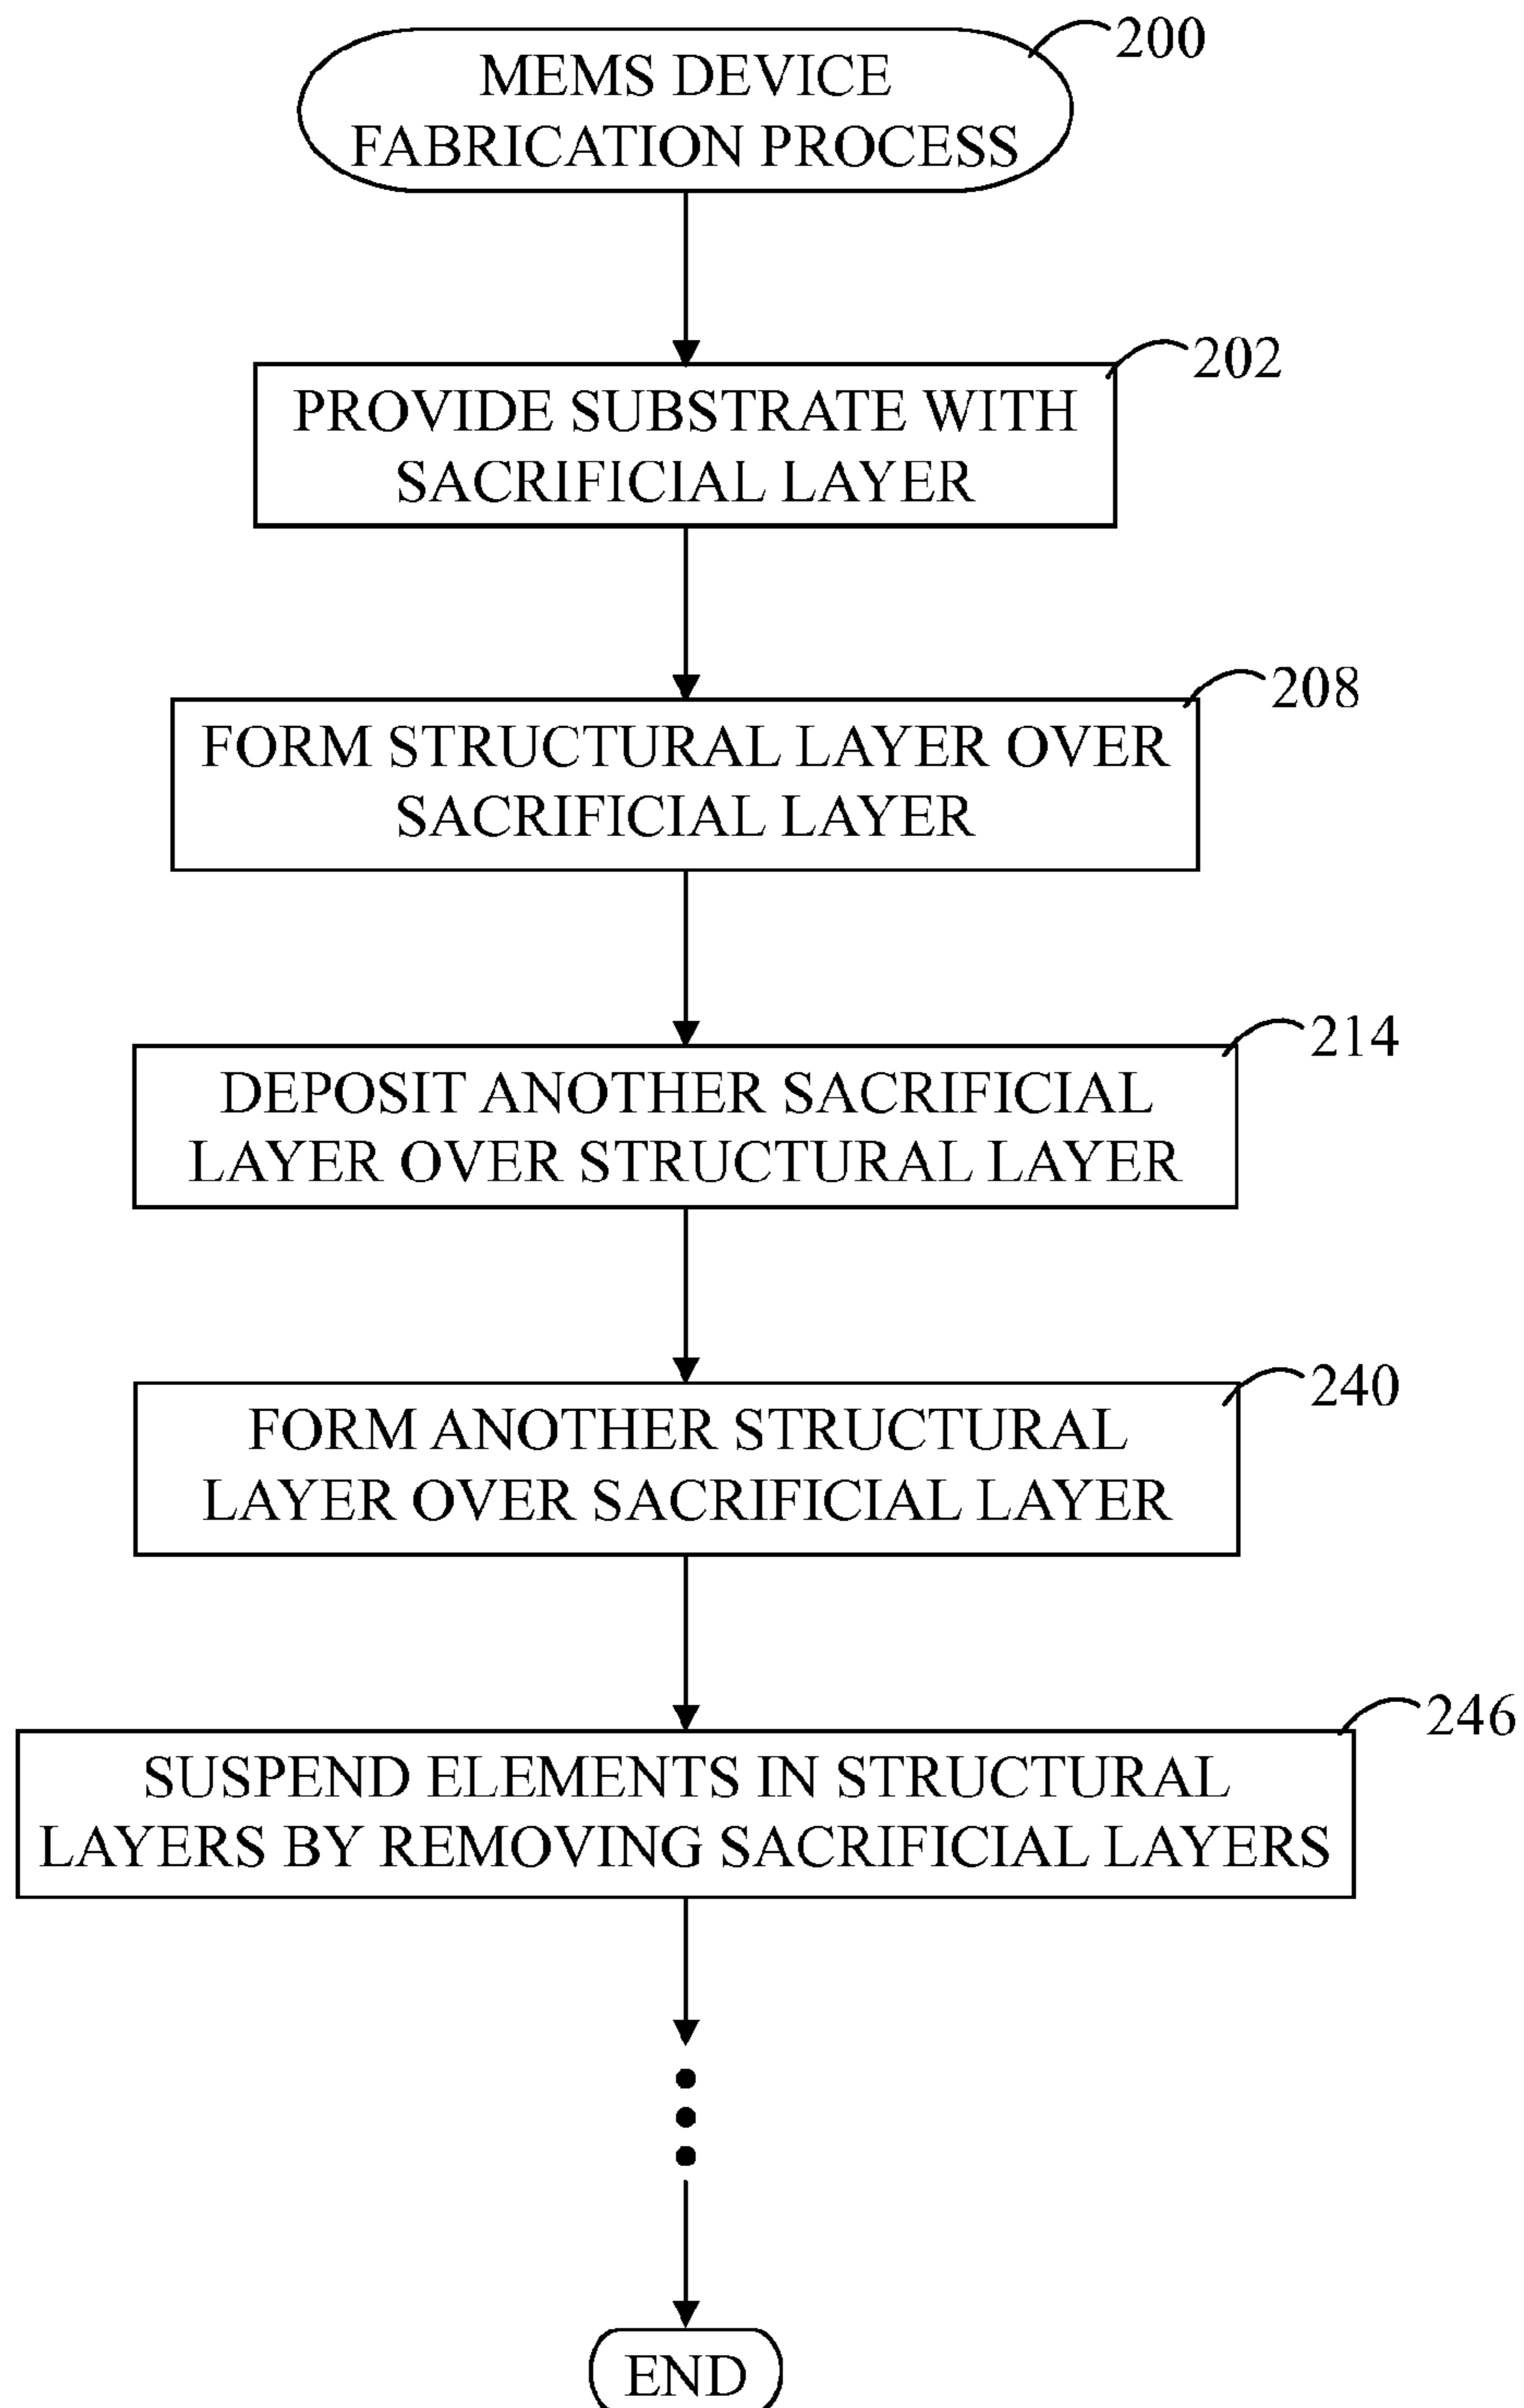 200
MEMS DEVICE
FABRICATION PROCESS
202
PROVIDE SUBSTRATE WITH
SACRIFICIAL LAYER
208
FORM STRUCTURAL LAYER OVER
SACRIFICIAL LAYER
214
DEPOSIT ANOTHER SACRIFICIAL
LAYER OVER STRUCTURAL LAYER
240
FORM ANOTHER STRUCTURAL
LAYER OVER SACRIFICIAL LAYER
246
SUSPEND ELEMENTS IN STRUCTURAL
LAYERS BY REMOVING SACRIFICIAL LAYERS
END